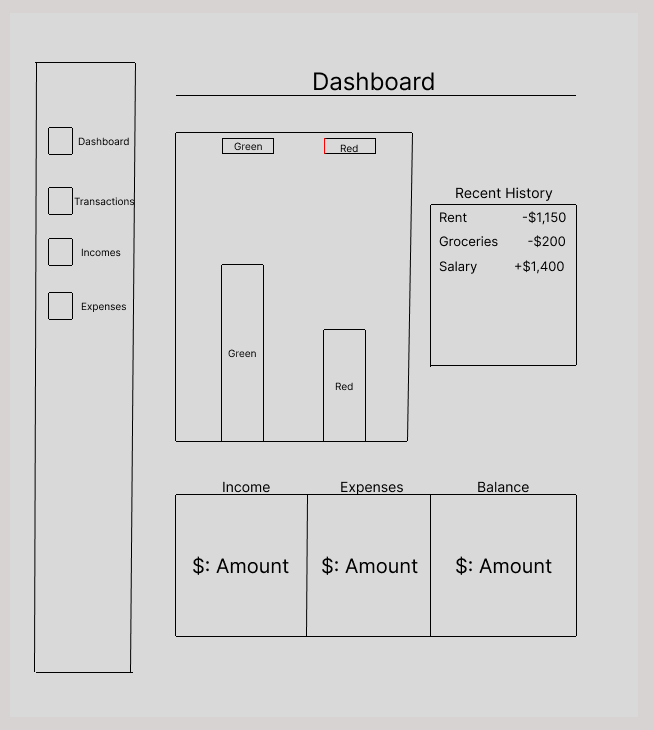 Dashboard
Dashboard
Transactions
Incomes
Expenses
Green
Red
Green
Red
Recent History
Rent -$1,150
Groceries -$200
Salary +$1,400
Income Expenses Balance
$: Amount $: Amount $: Amount